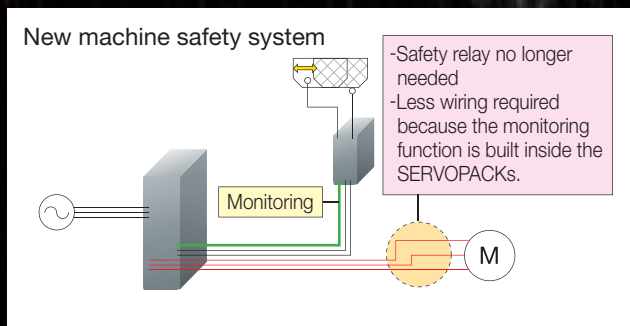 New machine safety system
-Safety relay no longer
needed
-Less wiring required
because the monitoring
function is built inside the
SERVOPACKs.
Monitoring
M